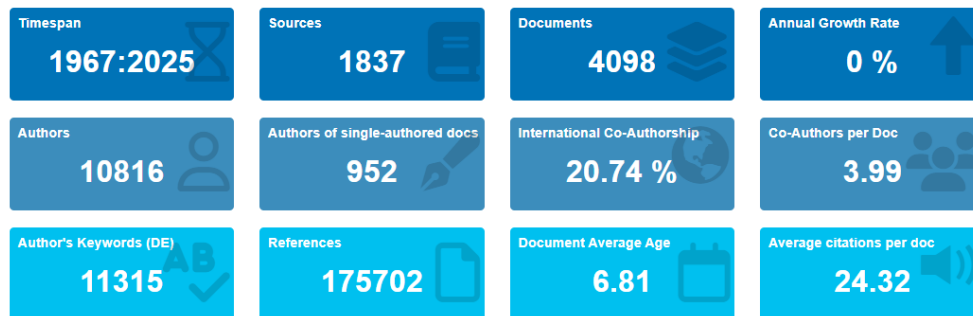 Timespan
1967:2025
Sources
1837
Documents
4098
Annual Growth Rate
0 %
Authors
10816
Authors of single-authored docs
952
International Co-Authorship
20.74 %
Co-Authors per Doc
3.99
Author's Keywords (DE)
11315
AB
References
175702
Document Average Age
6.81
Average citations per doc
24.32